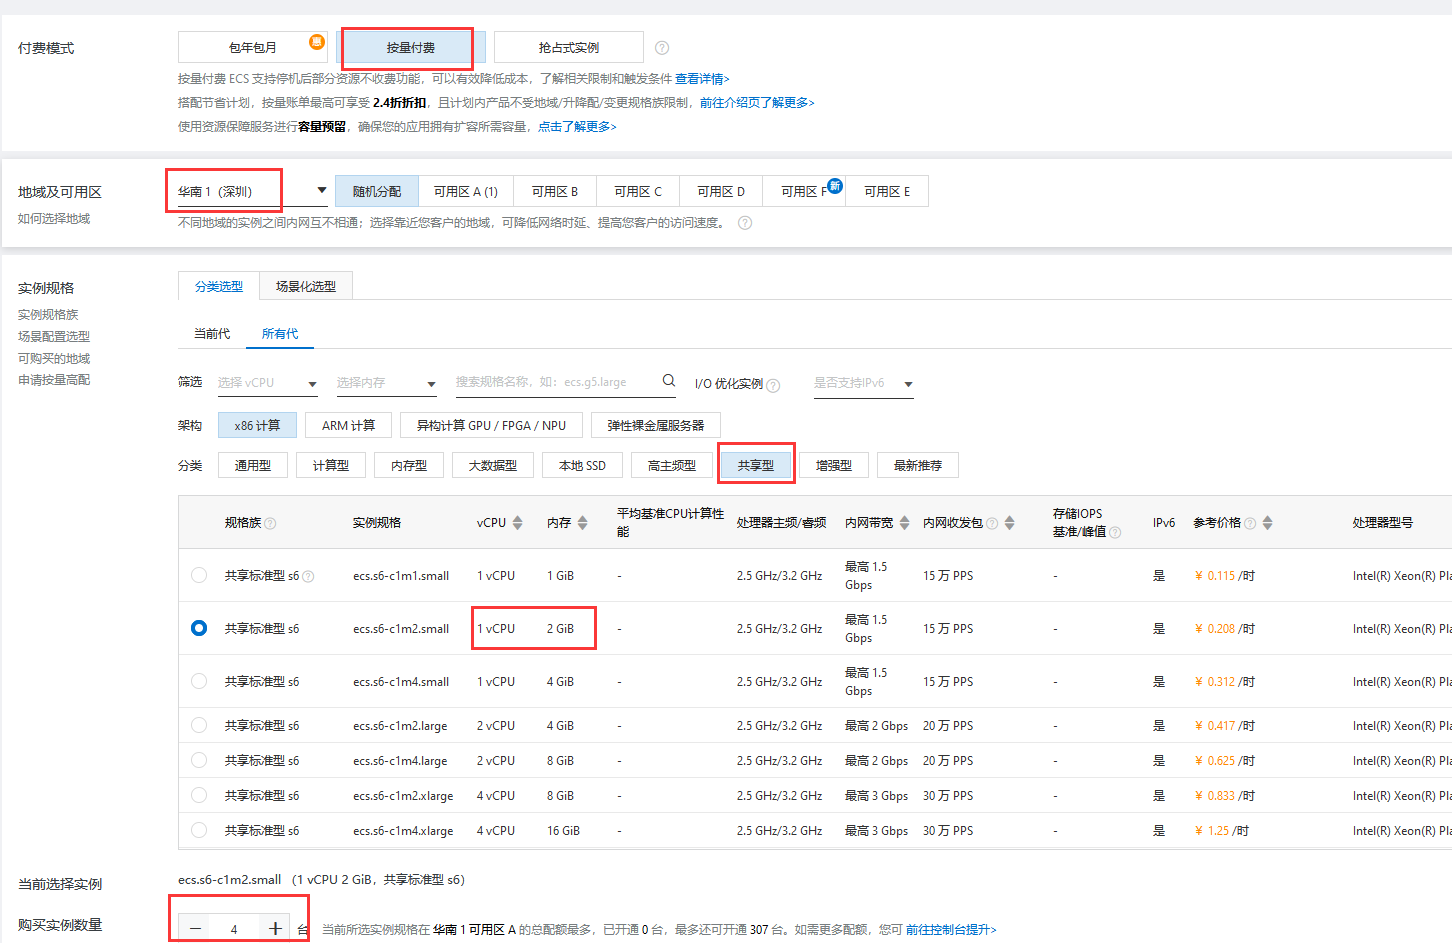 付费模式
包年包月 惠 按量付费 抢占式实例 ?
按量付费 ECS 支持停机后部分资源不收费功能，可以有效降低成本，了解相关限制和触发条件 查看详情>
搭配节省计划，按量账单最高可享受 2.4折折扣，且计划内产品不受地域/升降配/变更规格族限制，前往介绍页了解更多>
使用资源保障服务进行容量预留，确保您的应用拥有扩容所需容量，点击了解更多>
地域及可用区
如何选择地域
华南 1（深圳） 随机分配 可用区 A (1) 可用区 B 可用区 C 可用区 D 可用区 F 新 可用区 E
不同地域的实例之间内网互不相通；选择靠近您客户的地域，可降低网络时延、提高您客户的访问速度。 ?
实例规格
实例规格族
场景配置选型
可购买的地域
申请按量高配
分类选型 场景化选型
当前代 所有代
筛选 选择 vCPU 选择内存 搜索规格名称，如：ecs.g5.large I/O 优化实例 ? 是否支持IPv6
架构 x86 计算 ARM 计算 异构计算 GPU / FPGA / NPU 弹性裸金属服务器
分类 通用型 计算型 内存型 大数据型 本地 SSD 高主频型 共享型 增强型 最新推荐
规格族 ? 实例规格 vCPU 内存 平均基准CPU计算性能 处理器主频/睿频 内网带宽 内网收发包 ? 存储IOPS 基准/峰值 ? IPv6 参考价格 ? 处理器型号
共享标准型 s6 ? ecs.s6-c1m1.small 1 vCPU 1 GiB - 2.5 GHz/3.2 GHz 最高 1.5 Gbps 15 万 PPS - 是 ¥ 0.115 /时 Intel(R) Xeon(R) Pla
共享标准型 s6 ecs.s6-c1m2.small 1 vCPU 2 GiB - 2.5 GHz/3.2 GHz 最高 1.5 Gbps 15 万 PPS - 是 ¥ 0.208 /时 Intel(R) Xeon(R) Pla
共享标准型 s6 ecs.s6-c1m4.small 1 vCPU 4 GiB - 2.5 GHz/3.2 GHz 最高 1.5 Gbps 15 万 PPS - 是 ¥ 0.312 /时 Intel(R) Xeon(R) Pla
共享标准型 s6 ecs.s6-c1m2.large 2 vCPU 4 GiB - 2.5 GHz/3.2 GHz 最高 2 Gbps 20 万 PPS - 是 ¥ 0.417 /时 Intel(R) Xeon(R) Pla
共享标准型 s6 ecs.s6-c1m4.large 2 vCPU 8 GiB - 2.5 GHz/3.2 GHz 最高 2 Gbps 20 万 PPS - 是 ¥ 0.625 /时 Intel(R) Xeon(R) Pla
共享标准型 s6 ecs.s6-c1m2.xlarge 4 vCPU 8 GiB - 2.5 GHz/3.2 GHz 最高 3 Gbps 30 万 PPS - 是 ¥ 0.833 /时 Intel(R) Xeon(R) Pla
共享标准型 s6 ecs.s6-c1m4.xlarge 4 vCPU 16 GiB - 2.5 GHz/3.2 GHz 最高 3 Gbps 30 万 PPS - 是 ¥ 1.25 /时 Intel(R) Xeon(R) Pla
当前选择实例 ecs.s6-c1m2.small （1 vCPU 2 GiB，共享标准型 s6）
购买实例数量 − 4 + 台 当前所选实例规格在 华南 1 可用区 A 的总配额最多，已开通 0 台，最多还可开通 307 台。如需更多配额，您可 前往控制台提升>